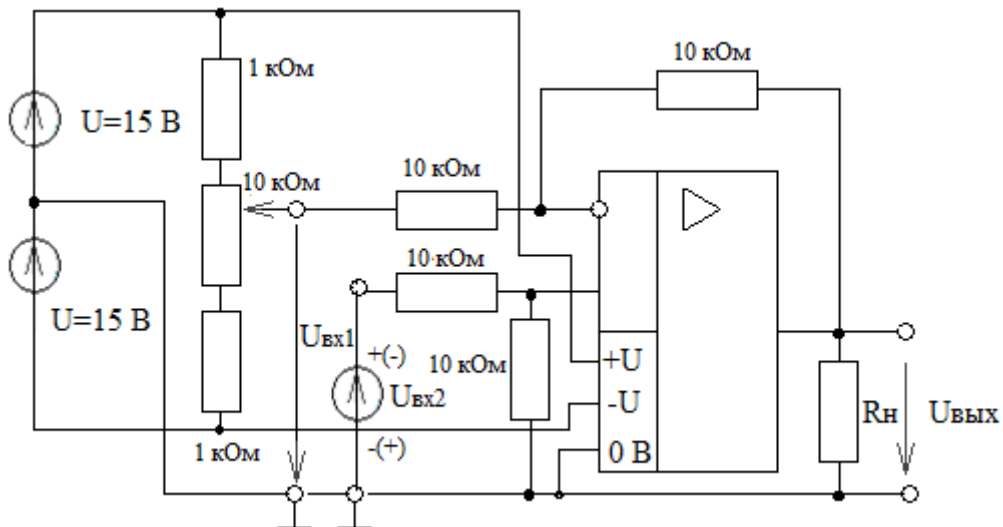 1 кОм
10 кОм
U=15 В
10 кОм
10 кОм
10·кОм
U=15 В
Uвх1
+(-)
10 кОм
+U
Uвх2
-U
Rн
Uвых
1 кОм
-(+)
0 В